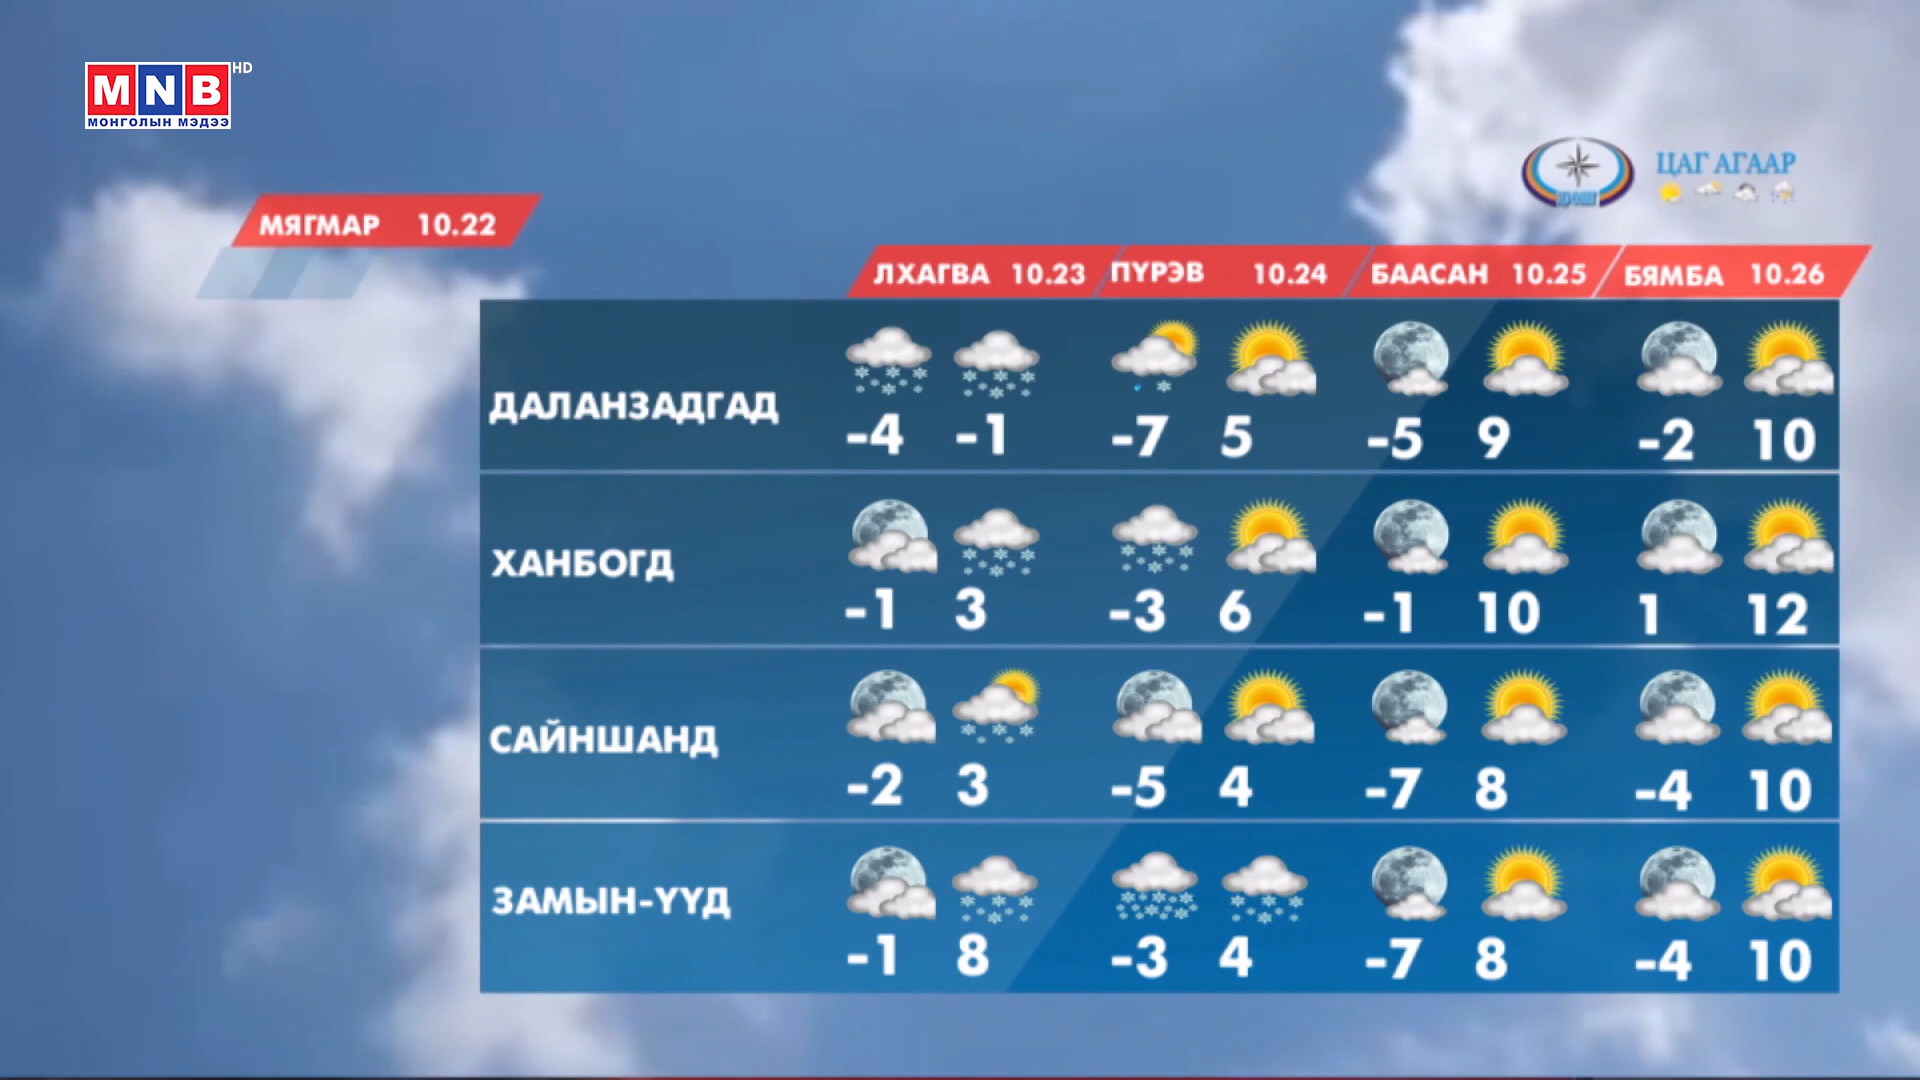 MNB HD
МОНГОЛЫН МЭДЭЭ
ЦАГ АГААР
МЯГМАР 10.22
ЛХАГВА 10.23 ПҮРЭВ 10.24 БААСАН 10.25 БЯМБА 10.26
ДАЛАНЗАДГАД
-4 -1 -7 5 -5 9 -2 10
ХАНБОГД
-1 3 -3 6 -1 10 1 12
САЙНШАНД
-2 3 -5 4 -7 8 -4 10
ЗАМЫН-ҮҮД
-1 8 -3 4 -7 8 -4 10